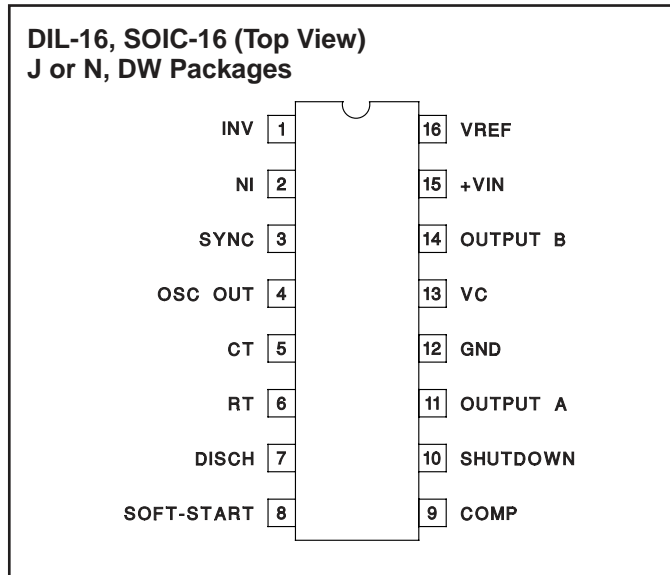 DIL-16, SOIC-16 (Top View)
J or N, DW Packages
INV 1 16 VREF
NI 2 15 +VIN
SYNC 3 14 OUTPUT B
OSC OUT 4 13 VC
CT 5 12 GND
RT 6 11 OUTPUT A
DISCH 7 10 SHUTDOWN
SOFT-START 8 9 COMP